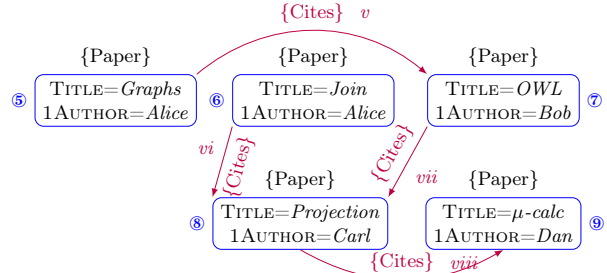 {Cites} v
{Paper} {Paper} {Paper}
⑤ TITLE=Graphs ⑥ TITLE=Join TITLE=OWL ⑦
1AUTHOR=Alice 1AUTHOR=Alice 1AUTHOR=Bob
vi {Cites} {Cites} vii
{Paper} {Paper}
⑧ TITLE=Projection TITLE=μ-calc ⑨
1AUTHOR=Carl 1AUTHOR=Dan
{Cites} viii